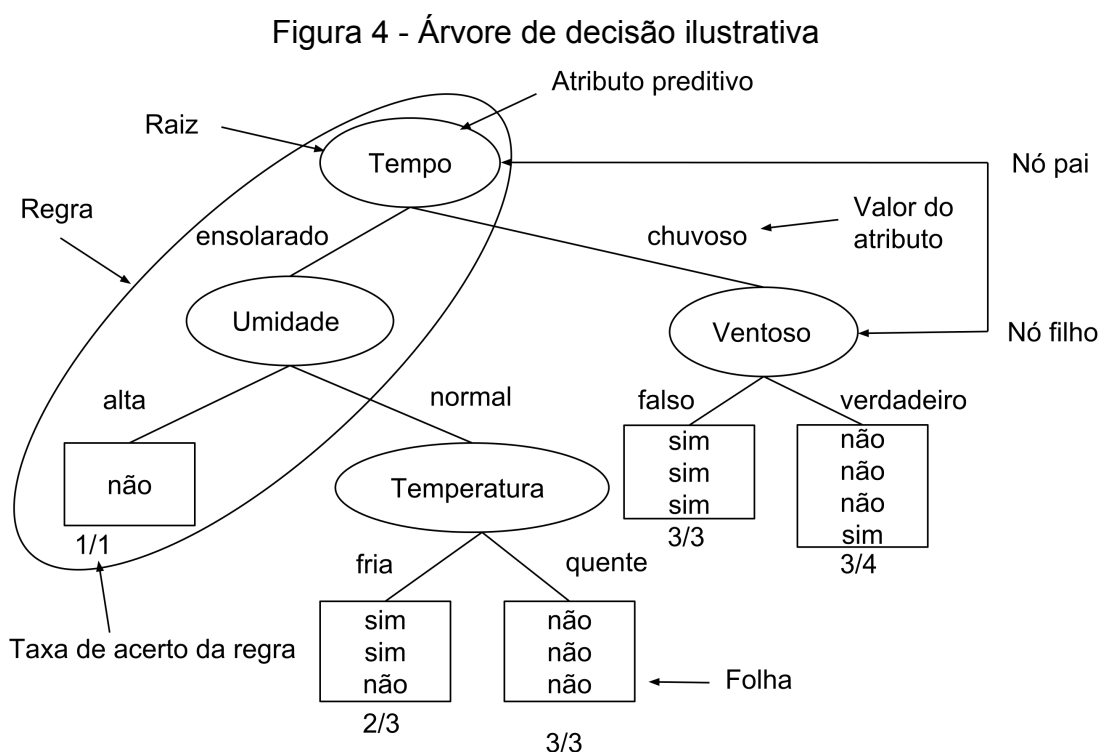 Figura 4 - Árvore de decisão ilustrativa
Atributo preditivo
Raiz
Tempo
Nó pai
Regra
ensolarado
chuvoso
Valor do
atributo
Umidade
Ventoso
Nó filho
alta
normal
falso
verdadeiro
não
1/1
Temperatura
sim
sim
sim
3/3
não
não
não
sim
3/4
fria
quente
Taxa de acerto da regra
sim
sim
não
2/3
não
não
não
3/3
Folha